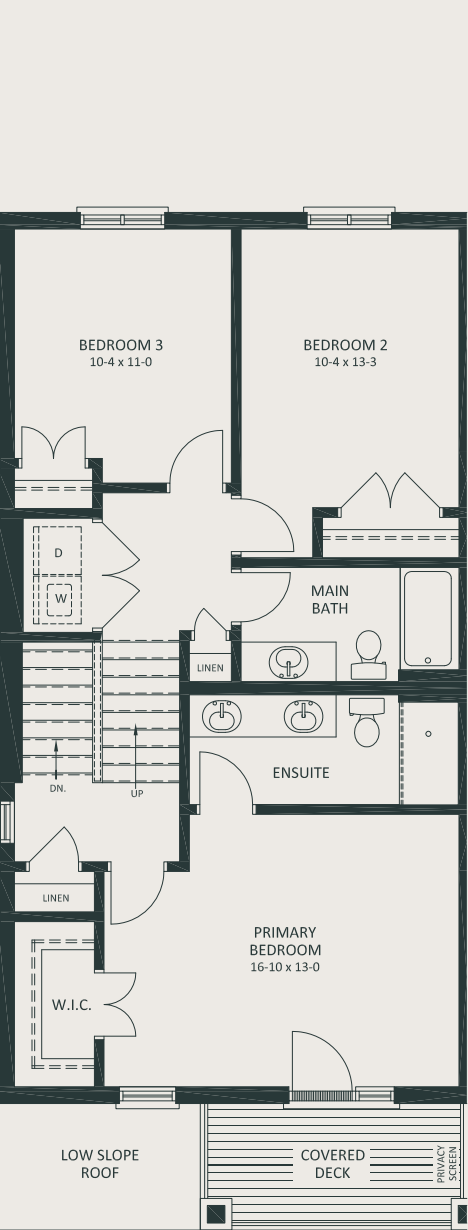 BEDROOM 3
10-4 x 11-0
BEDROOM 2
10-4 x 13-3
D
W
MAIN
BATH
LINEN
DN.
UP
ENSUITE
LINEN
PRIMARY
BEDROOM
16-10 x 13-0
W.I.C.
LOW SLOPE
ROOF
COVERED
DECK
PRIVACY
SCREEN